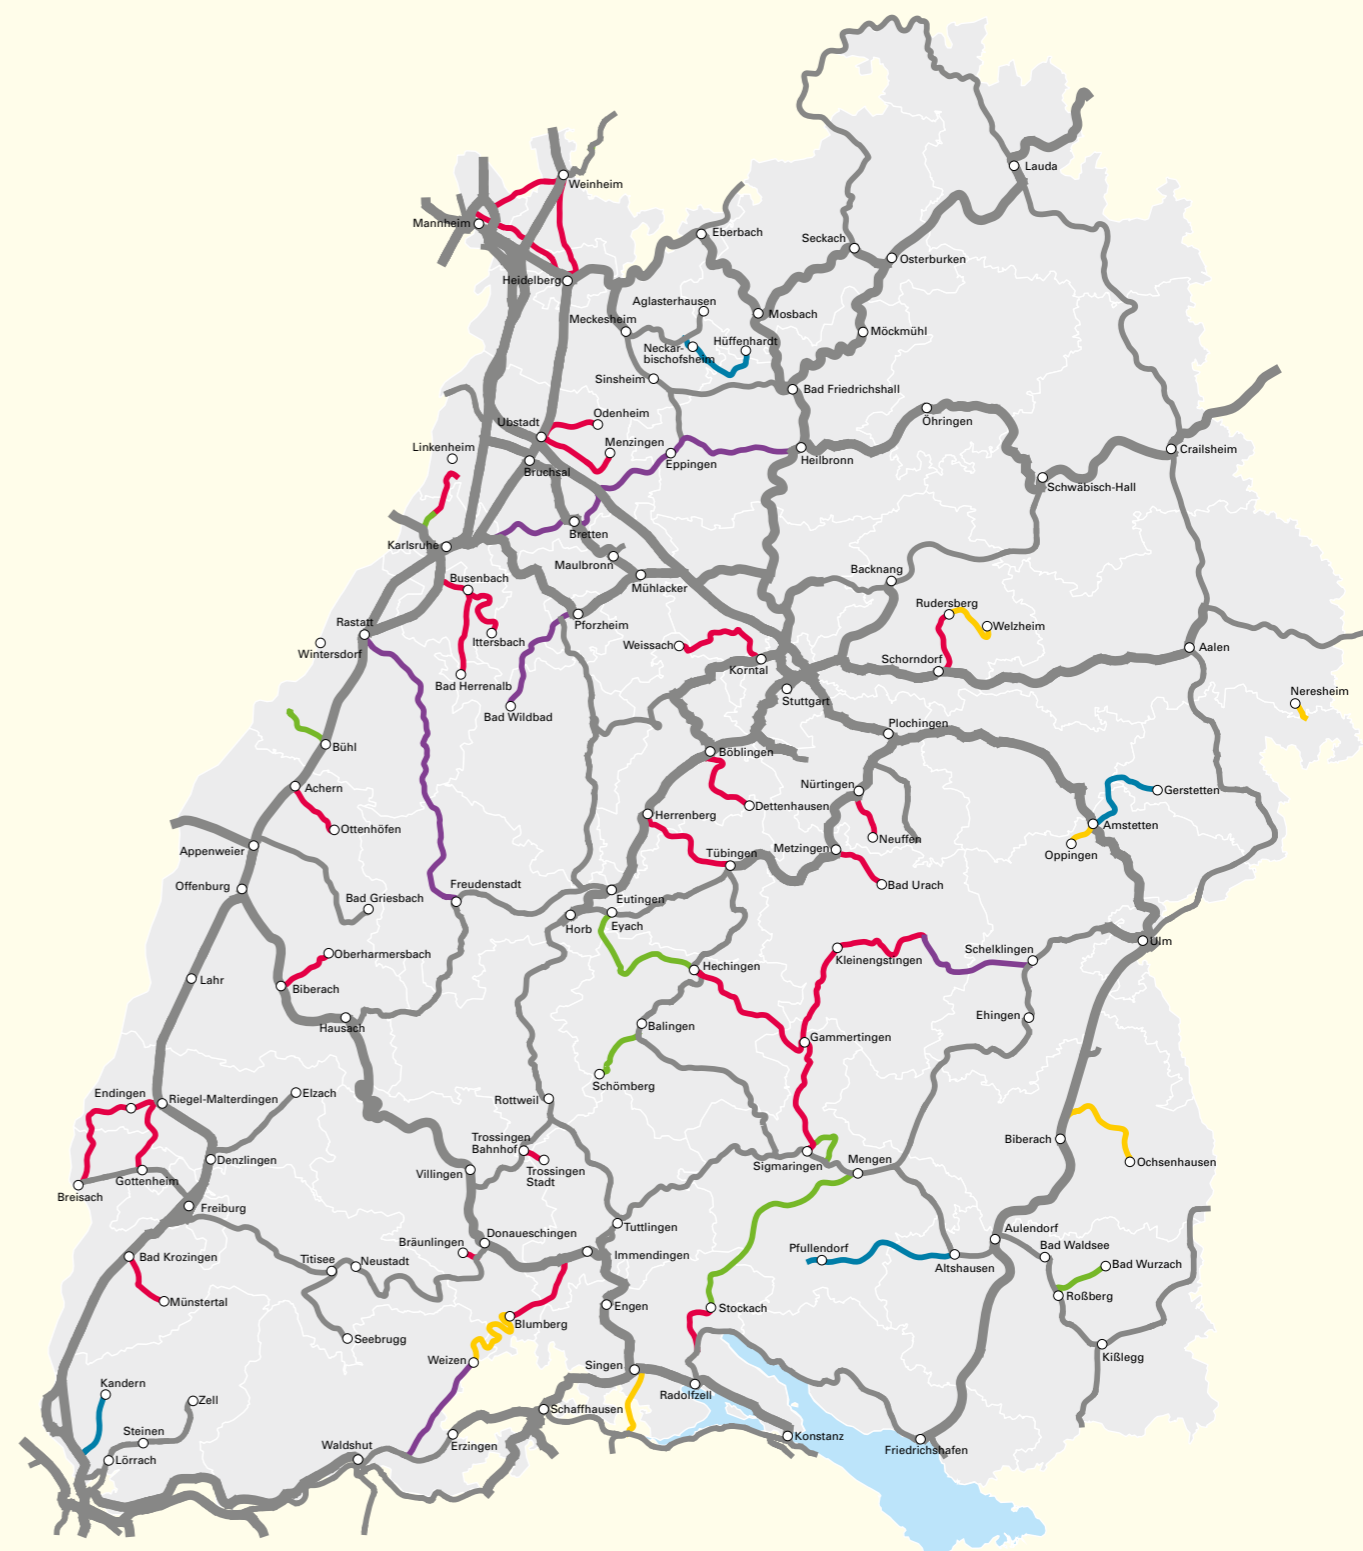 Lauda
Weinheim
Mannheim
Eberbach
Seckach
Osterburken
Heidelberg
Aglasterhausen
Mosbach
Meckesheim
Möckmühl
Neckar-
bischofsheim
Hüffenhardt
Sinsheim
Bad Friedrichshall
Odenheim
Öhringen
Ubstadt
Linkenheim
Menzingen
Crailsheim
Eppingen
Heilbronn
Bruchsal
Schwäbisch-Hall
Bretten
Karlsruhe
Maulbronn
Backnang
Busenbach
Mühlacker
Rudersberg
Rastatt
Pforzheim
Welzheim
Ittersbach
Weissach
Wintersdorf
Aalen
Schorndorf
Korntal
Bad Herrenalb
Neresheim
Stuttgart
Bad Wildbad
Plochingen
Bühl
Böblingen
Nürtingen
Achern
Gerstetten
Dettenhausen
Herrenberg
Amstetten
Ottenhöfen
Neuffen
Appenweier
Tübingen
Metzingen
Oppingen
Freudenstadt
Offenburg
Bad Urach
Bad Griesbach
Eutingen
Horb
Eyach
Ulm
Oberharmersbach
Schelklingen
Kleinengstingen
Hechingen
Lahr
Biberach
Ehingen
Hausach
Balingen
Gammertingen
Schömberg
Endingen
Riegel-Malterdingen
Elzach
Rottweil
Trossingen
Bahnhof
Biberach
Denzlingen
Mengen
Ochsenhausen
Sigmaringen
Villingen
Trossingen
Stadt
Gottenheim
Breisach
Freiburg
Tuttlingen
Aulendorf
Donaueschingen
Bräunlingen
Bad Krozingen
Immendingen
Pfullendorf
Bad Waldsee
Titisee
Neustadt
Altshausen
Bad Wurzach
Münstertal
Engen
Stockach
Roßberg
Blumberg
Seebrugg
Weizen
Kißlegg
Singen
Kandern
Radolfzell
Zell
Schaffhausen
Steinen
Konstanz
Waldshut
Erzingen
Friedrichshafen
Lörrach